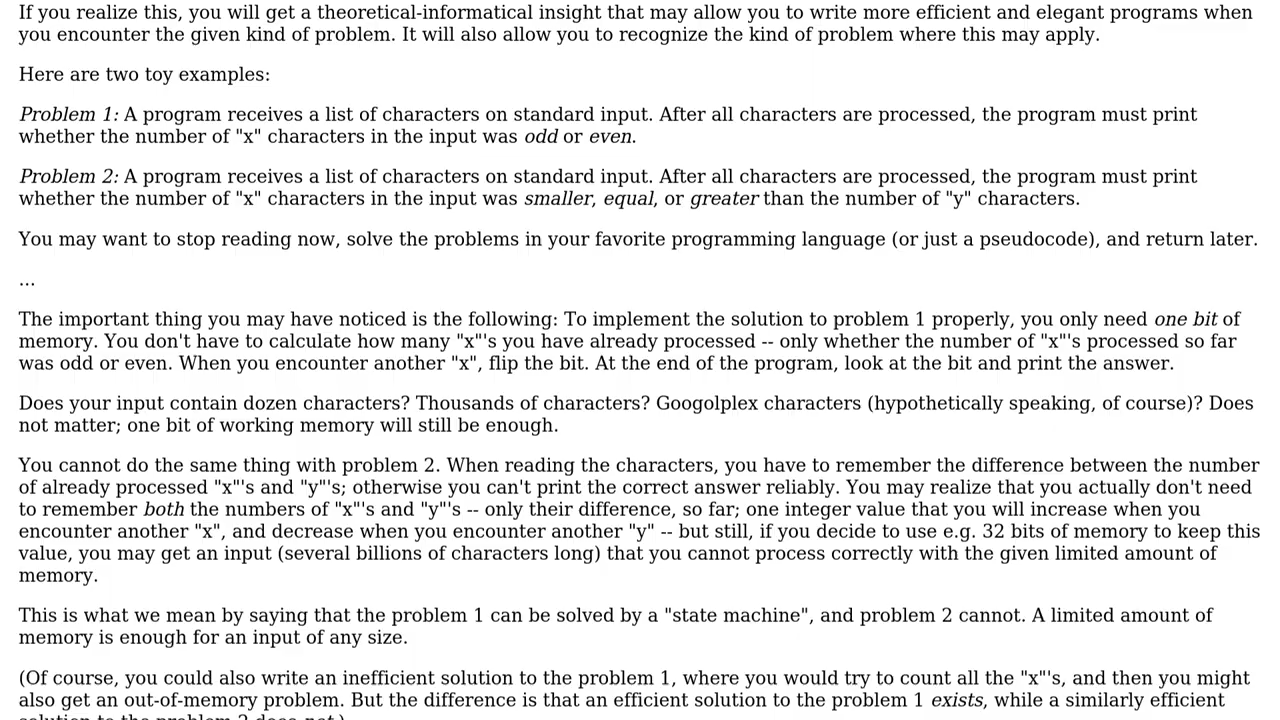 If you realize this, you will get a theoretical-informatical insight that may allow you to write more efficient and elegant programs when
you encounter the given kind of problem. It will also allow you to recognize the kind of problem where this may apply.
Here are two toy examples:
Problem 1: A program receives a list of characters on standard input. After all characters are processed, the program must print
whether the number of "x" characters in the input was odd or even.
Problem 2: A program receives a list of characters on standard input. After all characters are processed, the program must print
whether the number of "x" characters in the input was smaller, equal, or greater than the number of "y" characters.
You may want to stop reading now, solve the problems in your favorite programming language (or just a pseudocode), and return later.
...
The important thing you may have noticed is the following: To implement the solution to problem 1 properly, you only need one bit of
memory. You don't have to calculate how many "x"'s you have already processed -- only whether the number of "x"'s processed so far
was odd or even. When you encounter another "x", flip the bit. At the end of the program, look at the bit and print the answer.
Does your input contain dozen characters? Thousands of characters? Googolplex characters (hypothetically speaking, of course)? Does
not matter; one bit of working memory will still be enough.
You cannot do the same thing with problem 2. When reading the characters, you have to remember the difference between the number
of already processed "x"'s and "y"'s; otherwise you can't print the correct answer reliably. You may realize that you actually don't need
to remember both the numbers of "x"'s and "y"'s -- only their difference, so far; one integer value that you will increase when you
encounter another "x", and decrease when you encounter another "y" -- but still, if you decide to use e.g. 32 bits of memory to keep this
value, you may get an input (several billions of characters long) that you cannot process correctly with the given limited amount of
memory.
This is what we mean by saying that the problem 1 can be solved by a "state machine", and problem 2 cannot. A limited amount of
memory is enough for an input of any size.
(Of course, you could also write an inefficient solution to the problem 1, where you would try to count all the "x"'s, and then you might
also get an out-of-memory problem. But the difference is that an efficient solution to the problem 1 exists, while a similarly efficient
solution to the problem 2 does not.)